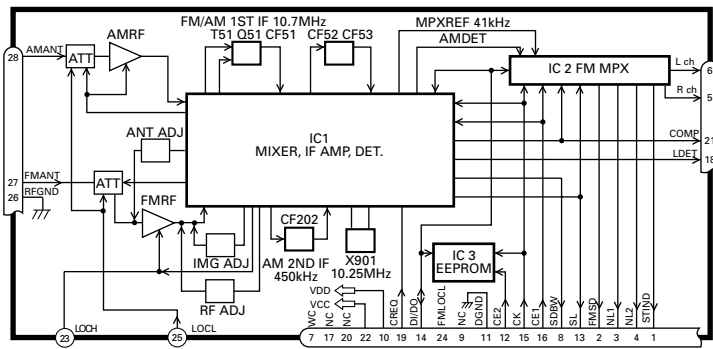 FM/AM 1ST IF 10.7MHz
MPXREF 41kHz
AMRF
T51 Q51 CF51
CF52 CF53
AMDET
AMANT
28
ATT
IC 2 FM MPX
L ch
6
R ch
5
IC1
MIXER, IF AMP, DET.
ANT ADJ
COMP
21
LDET
18
FMANT
27
RFGND
26
ATT
FMRF
CF202
IMG ADJ
AM 2ND IF
450kHz
X901
10.25MHz
IC 3
EEPROM
RF ADJ
VDD
VCC
LOCH
23
LOCL
25
WC
NC
NC
CREQ
DI/DO
FMLOCL
NC
DGND
CE2
CK
CE1
SDBW
SL
FMSD
NL1
NL2
STIND
7 17 20 22 10 19 14 24 9 11 12 15 16 8 13 2 3 4 1